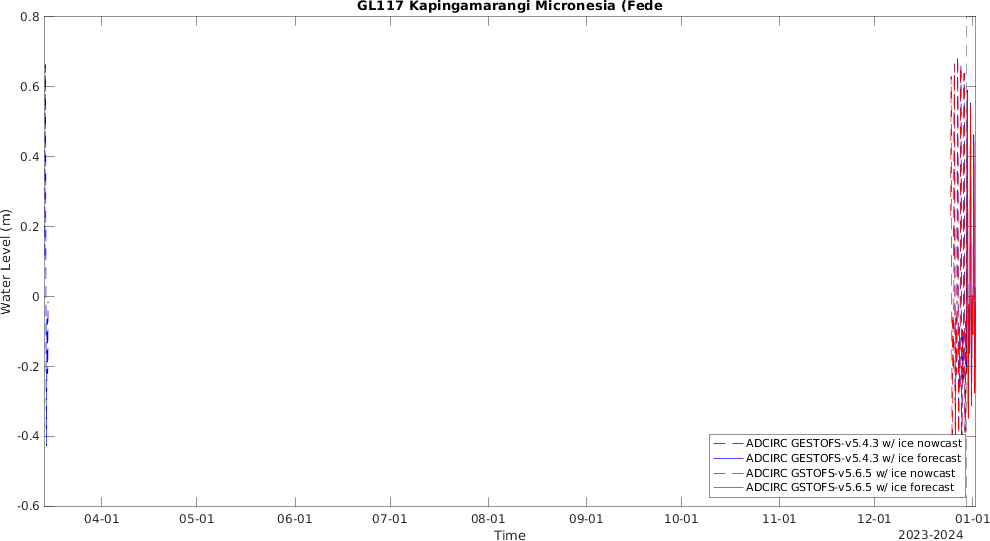 GL117 Kapingamarangi Micronesia (Fede
0.8
0.6
0.4
0.2
0
-0.2
-0.4
-0.6
Water Level (m)
04-01 05-01 06-01 07-01 08-01 09-01 10-01 11-01 12-01 01-01
Time
2023-2024
ADCIRC GESTOFS-v5.4.3 w/ ice nowcast
ADCIRC GESTOFS-v5.4.3 w/ ice forecast
ADCIRC GSTOFS-v5.6.5 w/ ice nowcast
ADCIRC GSTOFS-v5.6.5 w/ ice forecast